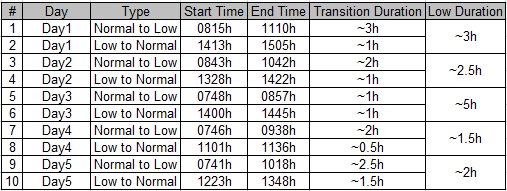 # Day Type Start Time End Time Transition Duration Low Duration
1 Day1 Normal to Low 0815h 1110h ~3h ~3h
2 Day1 Low to Normal 1413h 1505h ~1h
3 Day2 Normal to Low 0843h 1042h ~2h ~2.5h
4 Day2 Low to Normal 1328h 1422h ~1h
5 Day3 Normal to Low 0748h 0857h ~1h ~5h
6 Day3 Low to Normal 1400h 1445h ~1h
7 Day4 Normal to Low 0746h 0938h ~2h ~1.5h
8 Day4 Low to Normal 1101h 1136h ~0.5h
9 Day5 Normal to Low 0741h 1018h ~2.5h ~2h
10 Day5 Low to Normal 1223h 1348h ~1.5h